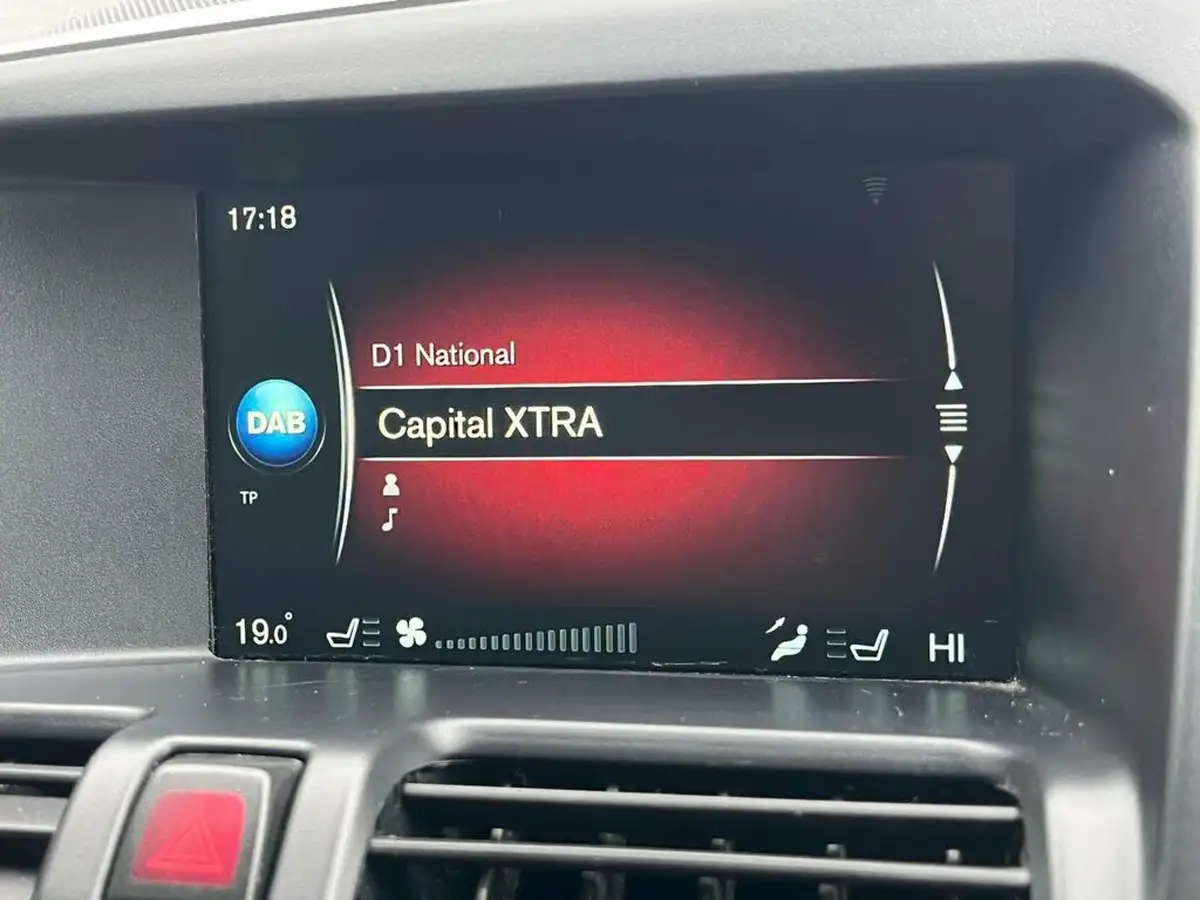 17:18
D1 National
Capital XTRA
DAB
TP
19.0°
HI